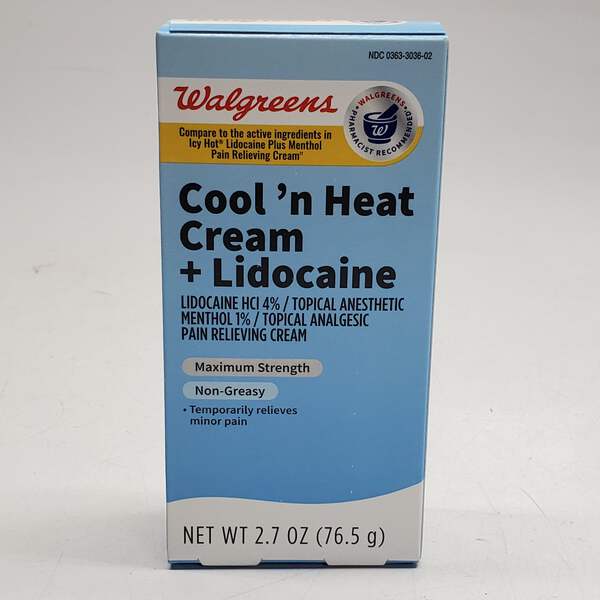 NDC 0363-3036-02
Walgreens
WALGREENS
PHARMACIST RECOMMENDED
W
Compare to the active ingredients in
Icy Hot® Lidocaine Plus Menthol
Pain Relieving Cream††
Cool 'n Heat
Cream
+ Lidocaine
LIDOCAINE HCl 4% / TOPICAL ANESTHETIC
MENTHOL 1% / TOPICAL ANALGESIC
PAIN RELIEVING CREAM
Maximum Strength
Non-Greasy
• Temporarily relieves
minor pain
NET WT 2.7 OZ (76.5 g)